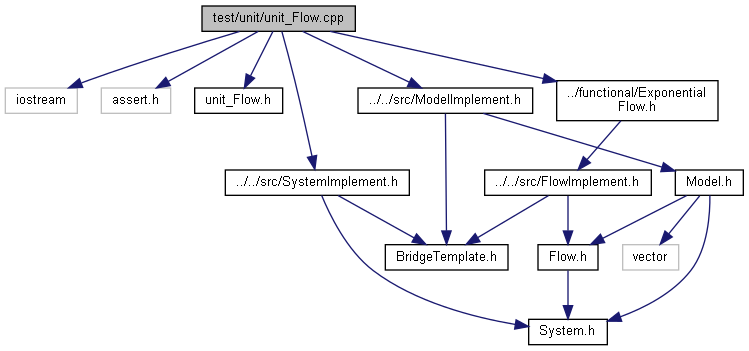 test/unit/unit_Flow.cpp
iostream
assert.h
unit_Flow.h
../../src/ModelImplement.h
../functional/Exponential
Flow.h
../../src/SystemImplement.h
../../src/FlowImplement.h
Model.h
BridgeTemplate.h
Flow.h
vector
System.h